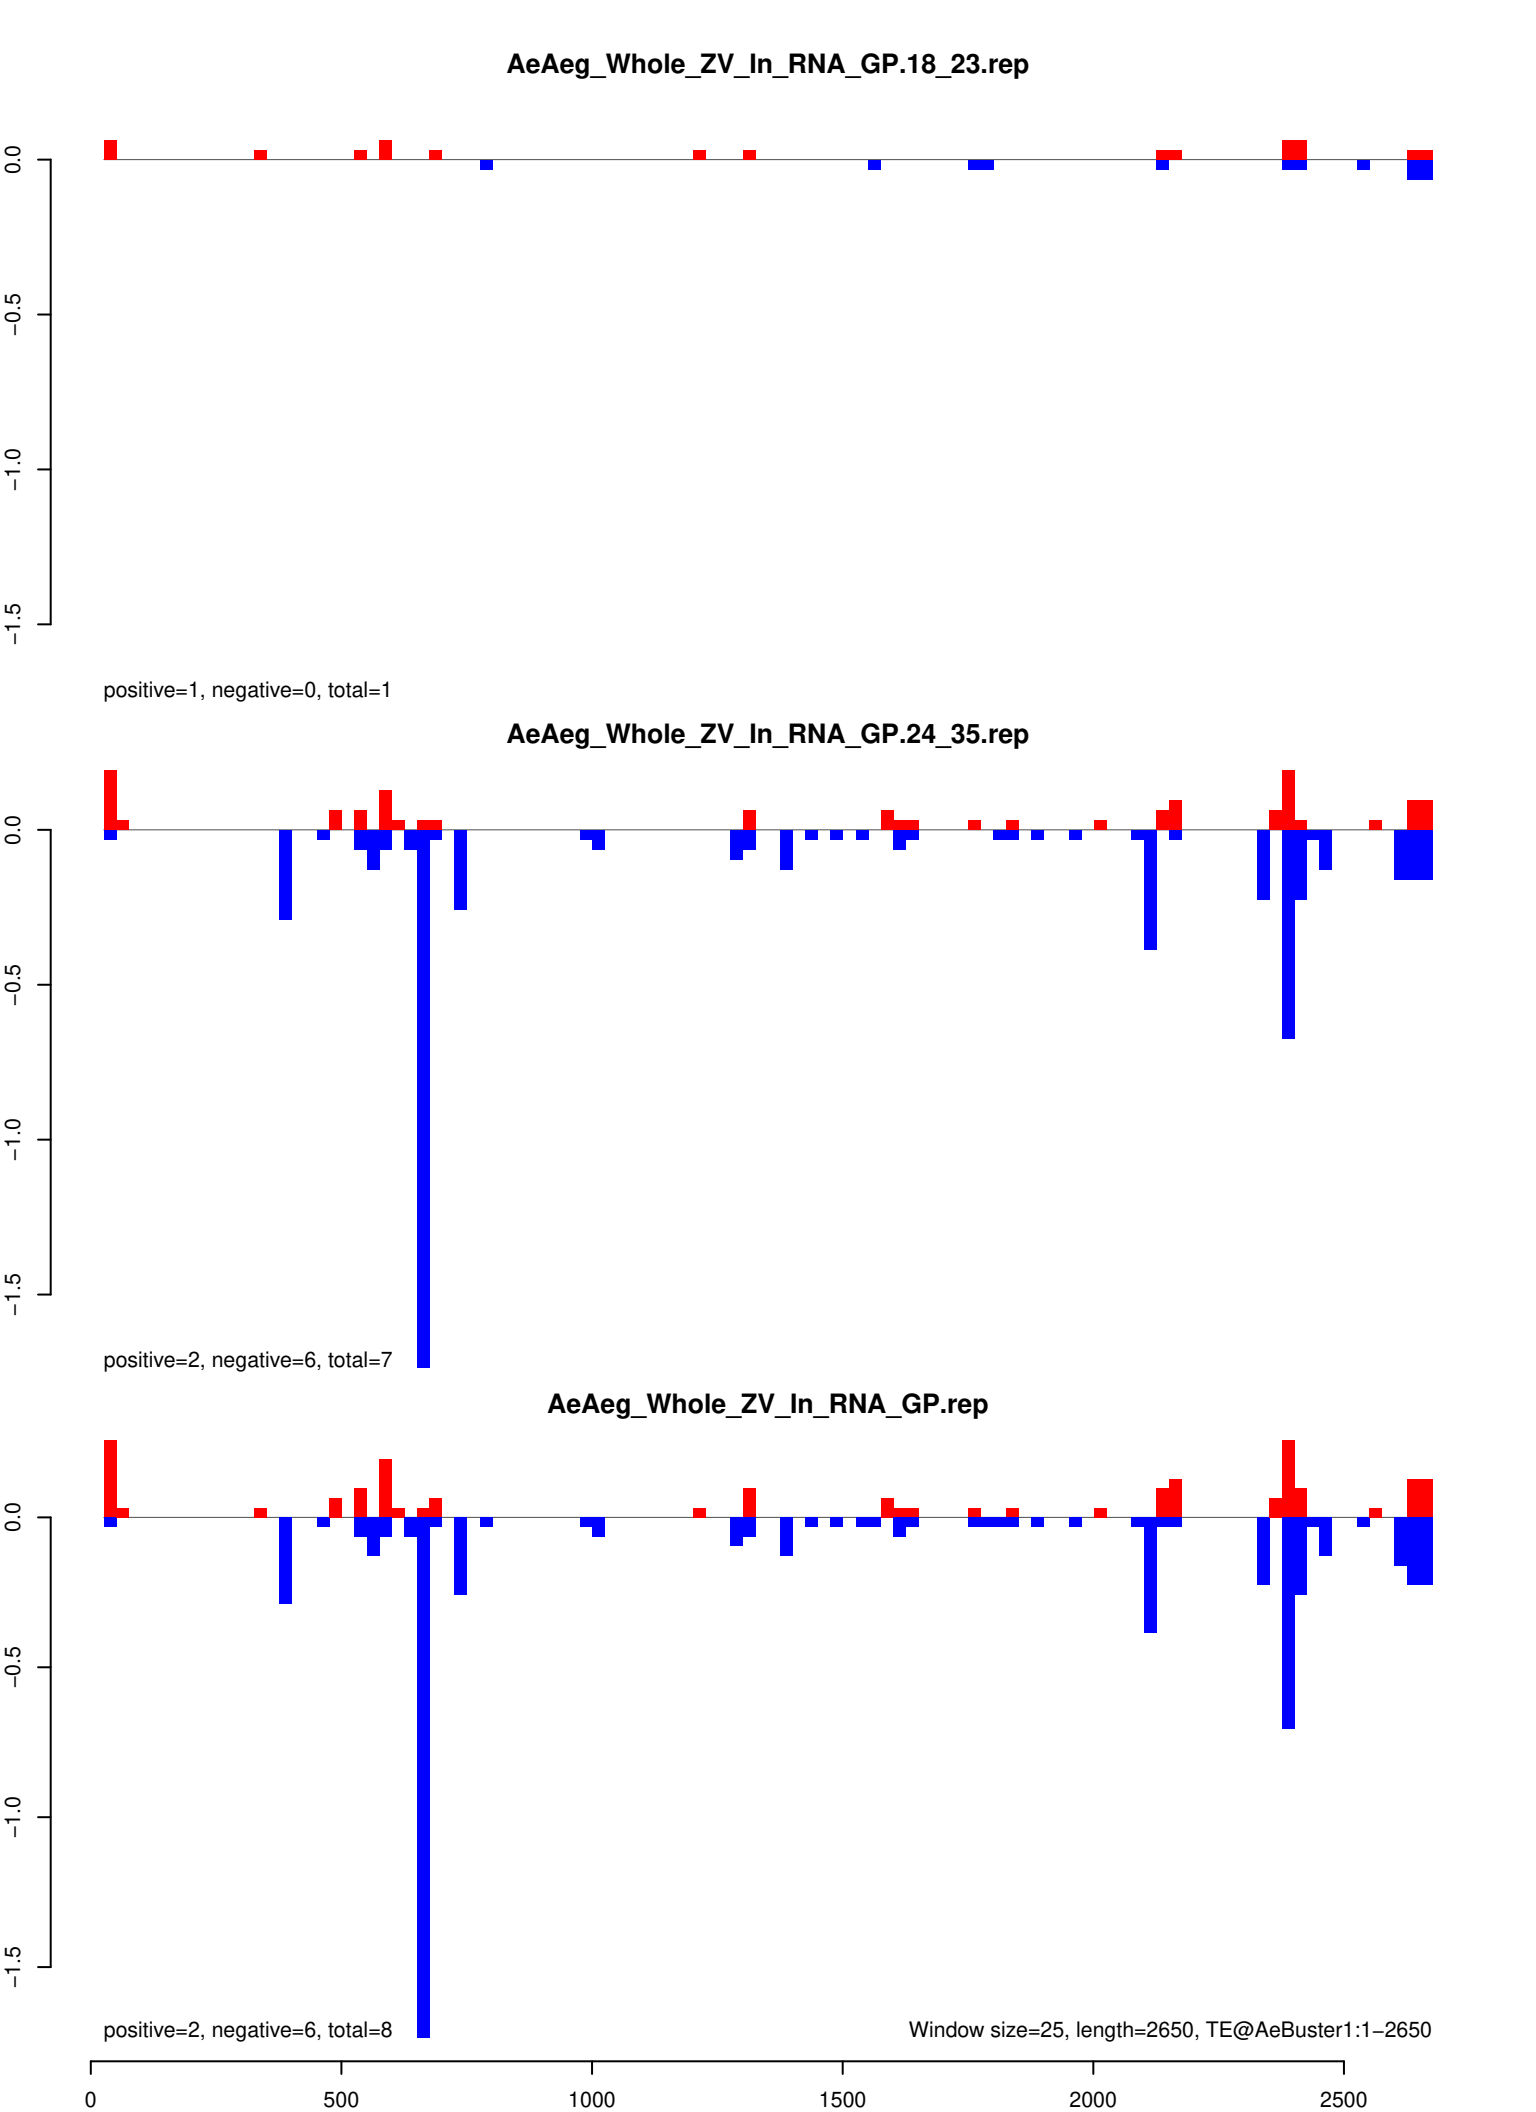 AeAeg_Whole_ZV_In_RNA_GP.18_23.rep
0.0
−0.5
−1.0
−1.5
positive=1, negative=0, total=1
AeAeg_Whole_ZV_In_RNA_GP.24_35.rep
0.0
−0.5
−1.0
−1.5
positive=2, negative=6, total=7
AeAeg_Whole_ZV_In_RNA_GP.rep
0.0
−0.5
−1.0
−1.5
positive=2, negative=6, total=8
Window size=25, length=2650, TE@AeBuster1:1−2650
0 500 1000 1500 2000 2500